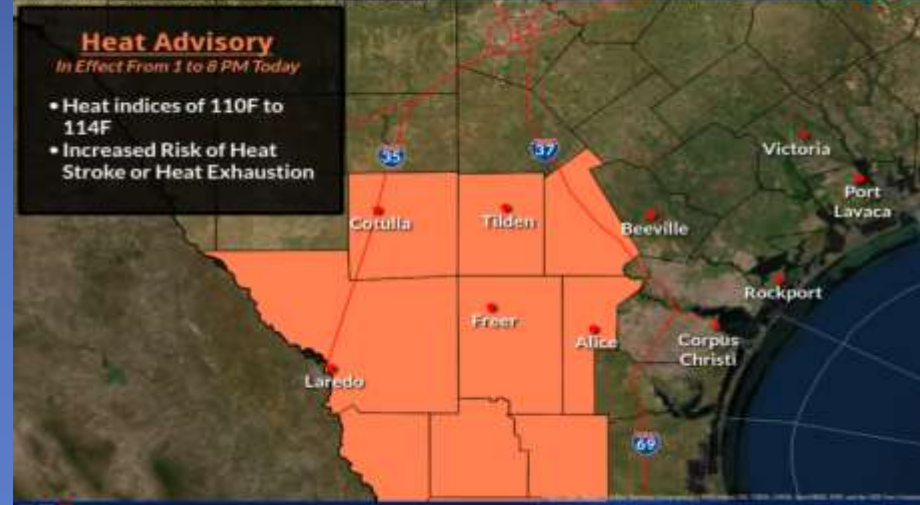 Heat Advisory
In Effect From 1 to 8 PM Today
• Heat indices of 110F to
114F
• Increased Risk of Heat
Stroke or Heat Exhaustion
35
37
Victoria
Port
Lavaca
Cotulla
Tilden
Beeville
Rockport
Freer
Alice
Corpus
Christi
Laredo
69